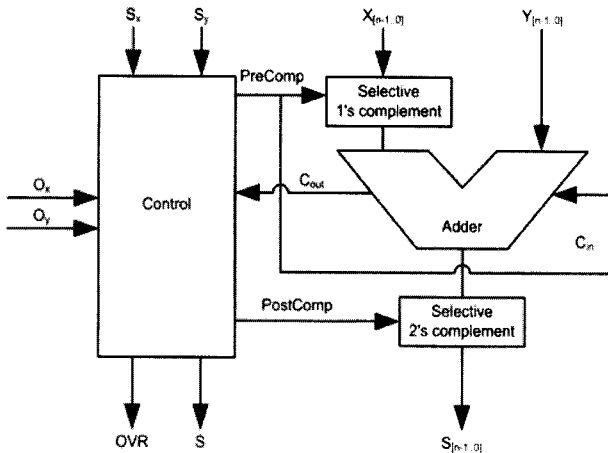 Sx
Sy
X[n-1..0]
Y[n-1..0]
PreComp
Selective
1's complement
Ox
Oy
Control
Cout
Adder
Cin
PostComp
Selective
2's complement
OVR
S
S[n-1..0]